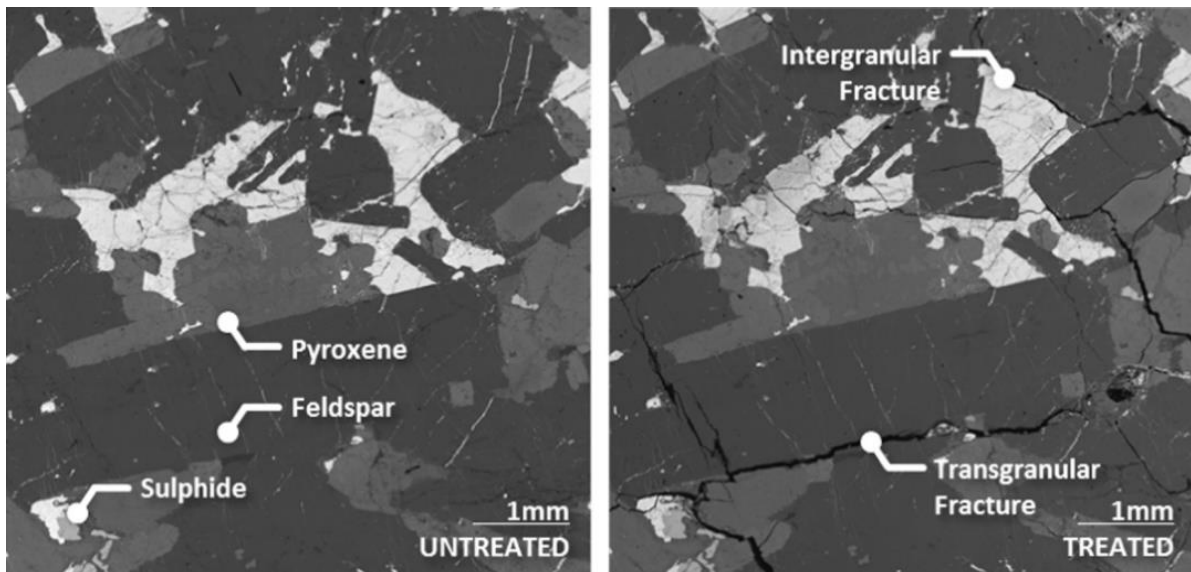 Pyroxene
Feldspar
Sulphide
1mm
UNTREATED
Intergranular
Fracture
Transgranular
Fracture
1mm
TREATED